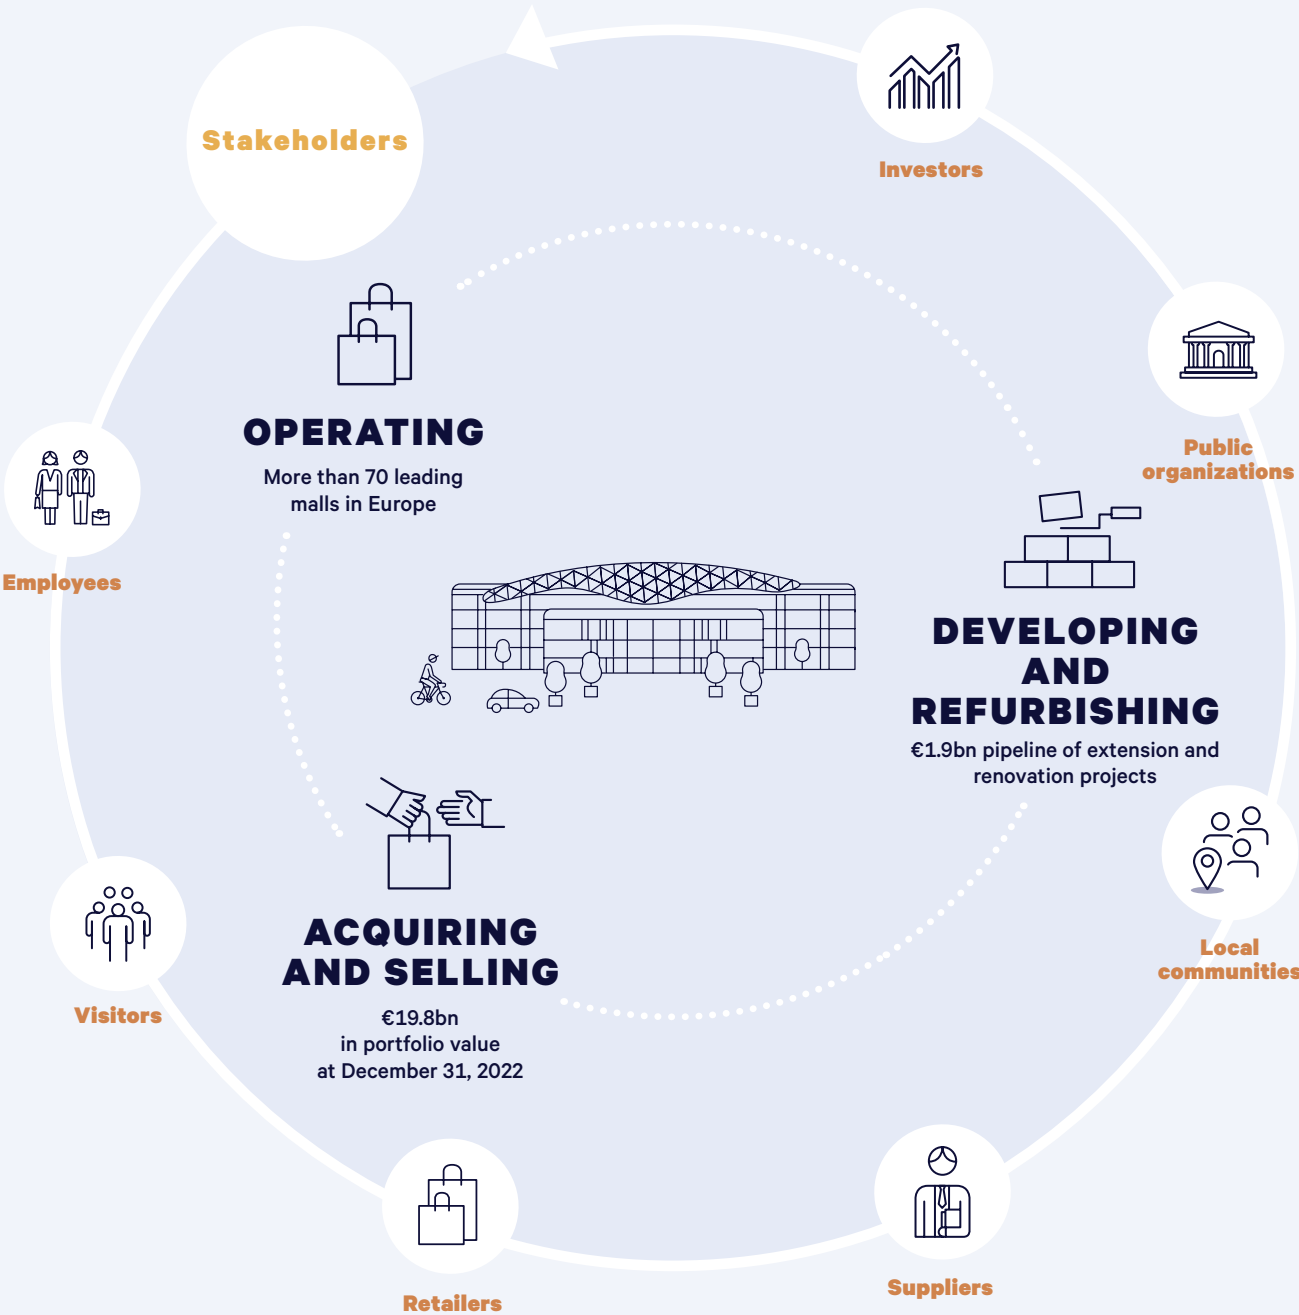 Stakeholders
Investors
Public
organizations
OPERATING
More than 70 leading
malls in Europe
Employees
DEVELOPING
AND
REFURBISHING
€1.9bn pipeline of extension and
renovation projects
ACQUIRING
AND SELLING
€19.8bn
in portfolio value
at December 31, 2022
Local
communities
Visitors
Suppliers
Retailers